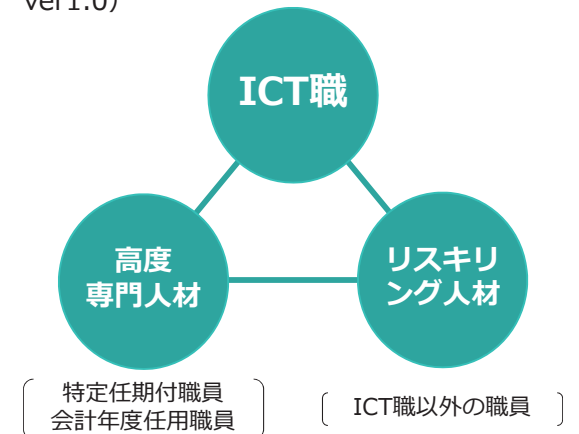 ver1.0）
ICT職
高度
専門人材
リスキリ
ング人材
特定任期付職員
会計年度任用職員
ICT職以外の職員